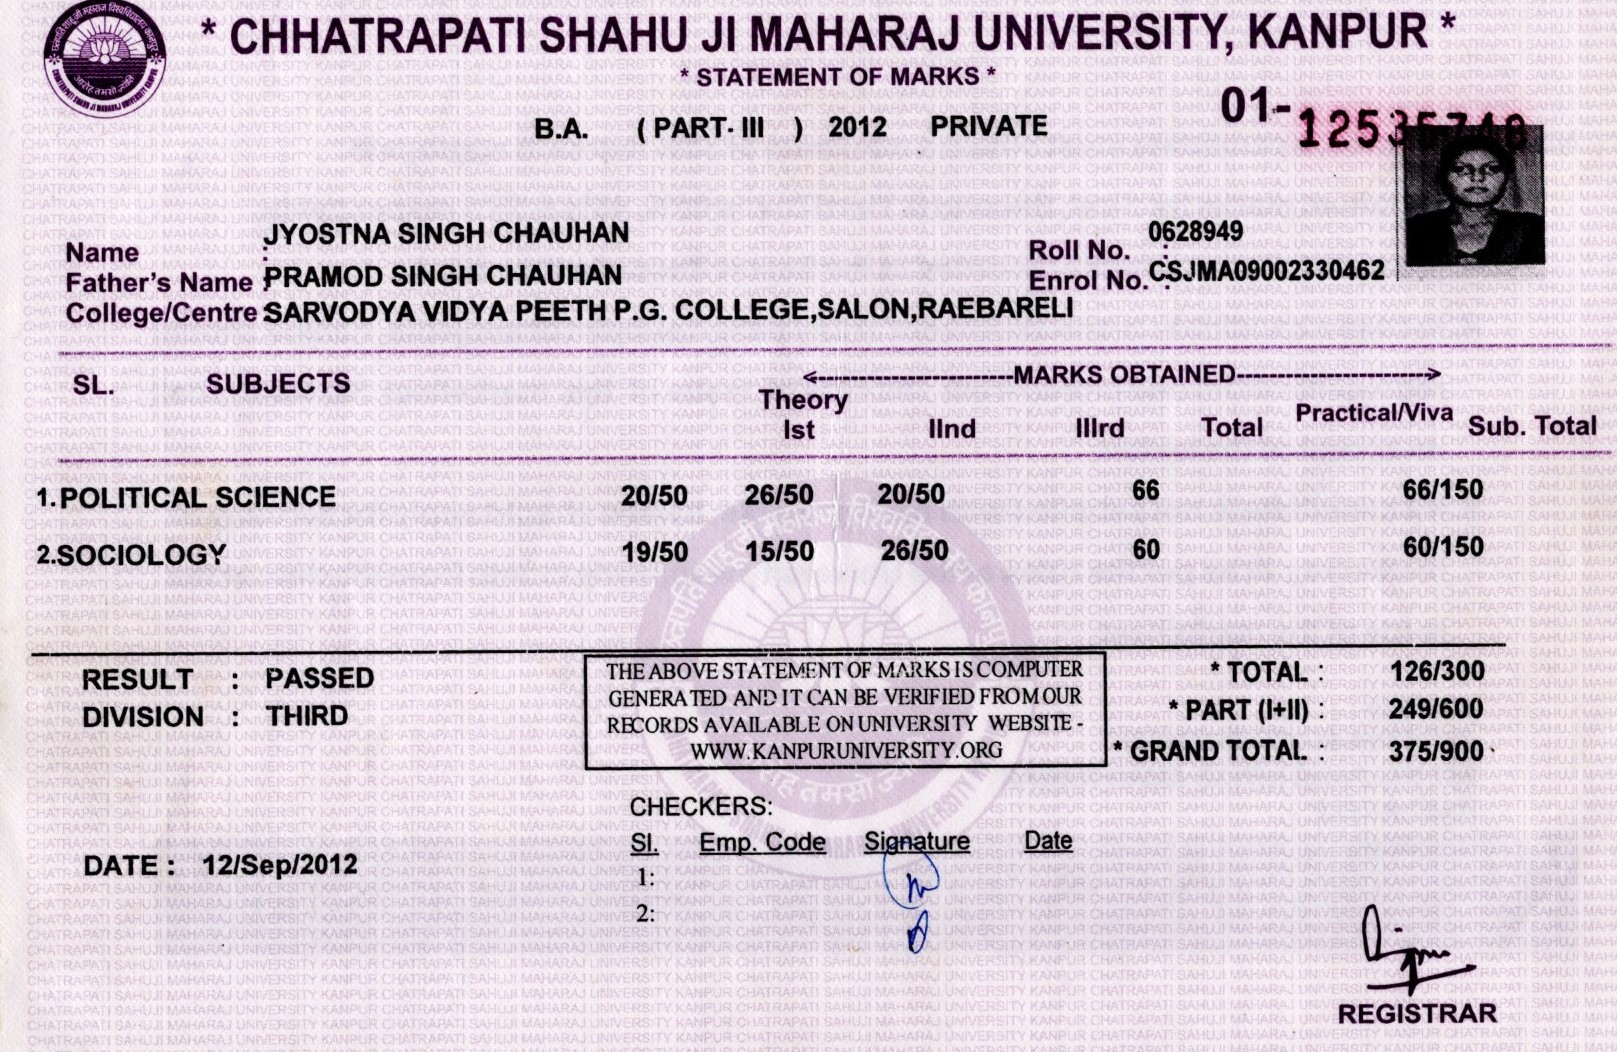 * CHHATRAPATI SHAHU JI MAHARAJ UNIVERSITY, KANPUR *
* STATEMENT OF MARKS *
01-12535740
B.A. ( PART- III ) 2012 PRIVATE
Name : JYOSTNA SINGH CHAUHAN
Roll No. : 0628949
Father's Name : PRAMOD SINGH CHAUHAN
Enrol No. : CSJMA09002330462
College/Centre SARVODYA VIDYA PEETH P.G. COLLEGE,SALON,RAEBARELI
SL. SUBJECTS <---MARKS OBTAINED--->
Theory Practical/Viva
Ist IInd IIIrd Total Sub. Total
1.POLITICAL SCIENCE 20/50 26/50 20/50 66 66/150
2.SOCIOLOGY 19/50 15/50 26/50 60 60/150
RESULT : PASSED
DIVISION : THIRD
THE ABOVE STATEMENT OF MARKS IS COMPUTER
GENERATED AND IT CAN BE VERIFIED FROM OUR
RECORDS AVAILABLE ON UNIVERSITY WEBSITE -
WWW.KANPURUNIVERSITY.ORG
* TOTAL : 126/300
* PART (I+II) : 249/600
* GRAND TOTAL : 375/900
CHECKERS:
Sl. Emp. Code Signature Date
1:
2:
DATE : 12/Sep/2012
REGISTRAR